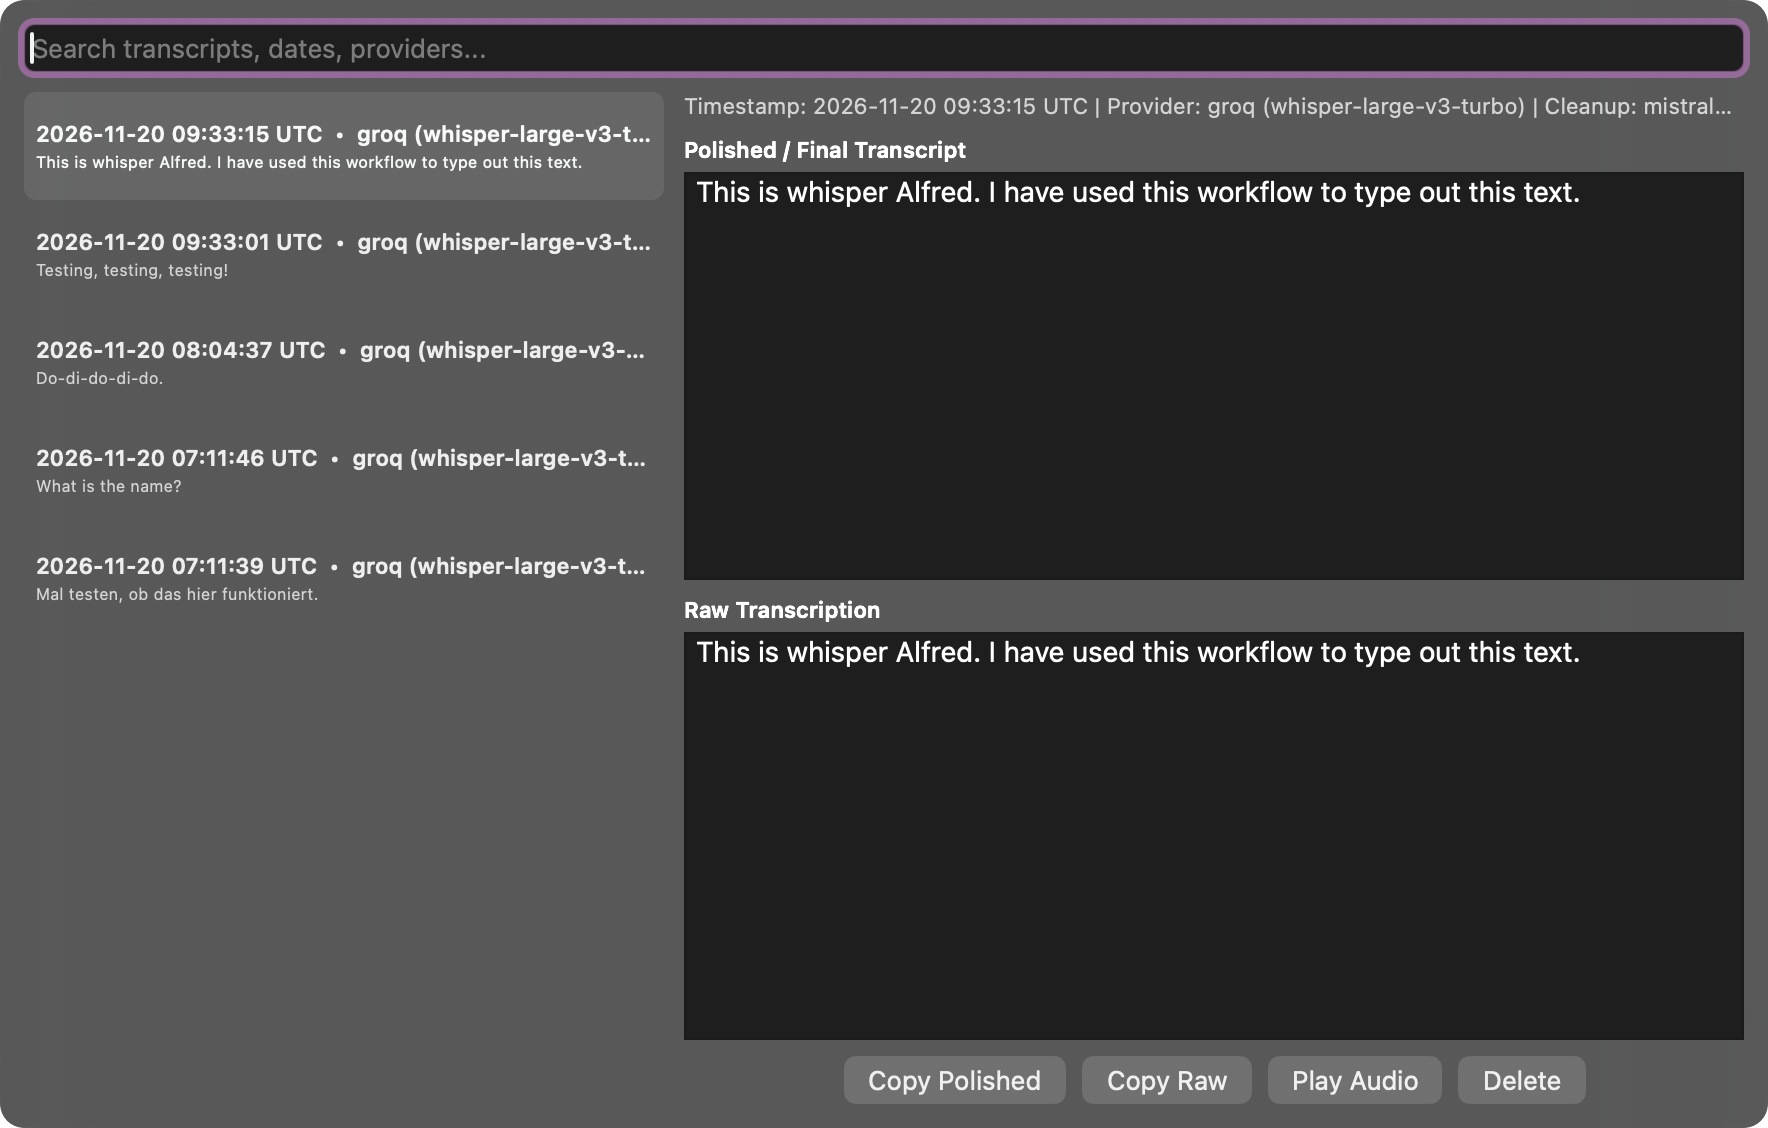 Search transcripts, dates, providers...
2026-11-20 09:33:15 UTC • groq (whisper-large-v3-t...
This is whisper Alfred. I have used this workflow to type out this text.
2026-11-20 09:33:01 UTC • groq (whisper-large-v3-t...
Testing, testing, testing!
2026-11-20 08:04:37 UTC • groq (whisper-large-v3-...
Do-di-do-di-do.
2026-11-20 07:11:46 UTC • groq (whisper-large-v3-t...
What is the name?
2026-11-20 07:11:39 UTC • groq (whisper-large-v3-t...
Mal testen, ob das hier funktioniert.
Timestamp: 2026-11-20 09:33:15 UTC | Provider: groq (whisper-large-v3-turbo) | Cleanup: mistral...
Polished / Final Transcript
This is whisper Alfred. I have used this workflow to type out this text.
Raw Transcription
This is whisper Alfred. I have used this workflow to type out this text.
Copy Polished
Copy Raw
Play Audio
Delete